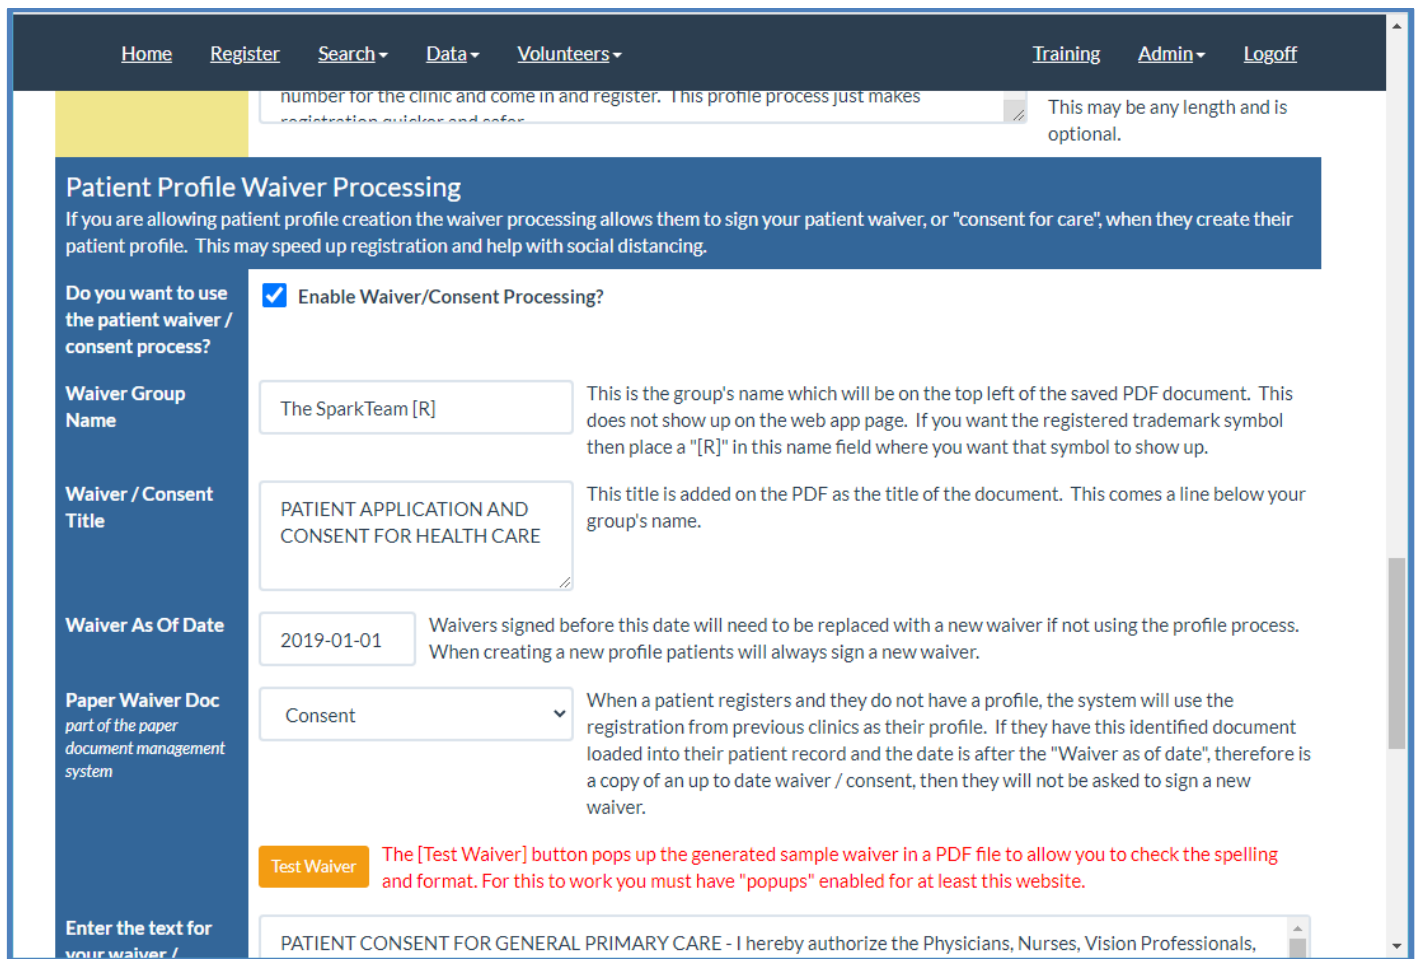 Home Register Search Data Volunteers Training Admin Logoff
number for the clinic and come in and register. This profile process just makes
registration quicker and safer
This may be any length and is
optional.
Patient Profile Waiver Processing
If you are allowing patient profile creation the waiver processing allows them to sign your patient waiver, or "consent for care", when they create their
patient profile. This may speed up registration and help with social distancing.
Do you want to use
the patient waiver /
consent process?
Enable Waiver/Consent Processing?
Waiver Group
Name
The SparkTeam [R]
This is the group's name which will be on the top left of the saved PDF document. This
does not show up on the web app page. If you want the registered trademark symbol
then place a "[R]" in this name field where you want that symbol to show up.
Waiver / Consent
Title
PATIENT APPLICATION AND
CONSENT FOR HEALTH CARE
This title is added on the PDF as the title of the document. This comes a line below your
group's name.
Waiver As Of Date
2019-01-01
Waivers signed before this date will need to be replaced with a new waiver if not using the profile process.
When creating a new profile patients will always sign a new waiver.
Paper Waiver Doc
part of the paper
document management
system
Consent
When a patient registers and they do not have a profile, the system will use the
registration from previous clinics as their profile. If they have this identified document
loaded into their patient record and the date is after the "Waiver as of date", therefore is
a copy of an up to date waiver / consent, then they will not be asked to sign a new
waiver.
Test Waiver
The [Test Waiver] button pops up the generated sample waiver in a PDF file to allow you to check the spelling
and format. For this to work you must have "popups" enabled for at least this website.
Enter the text for
your waiver /
PATIENT CONSENT FOR GENERAL PRIMARY CARE - I hereby authorize the Physicians, Nurses, Vision Professionals,